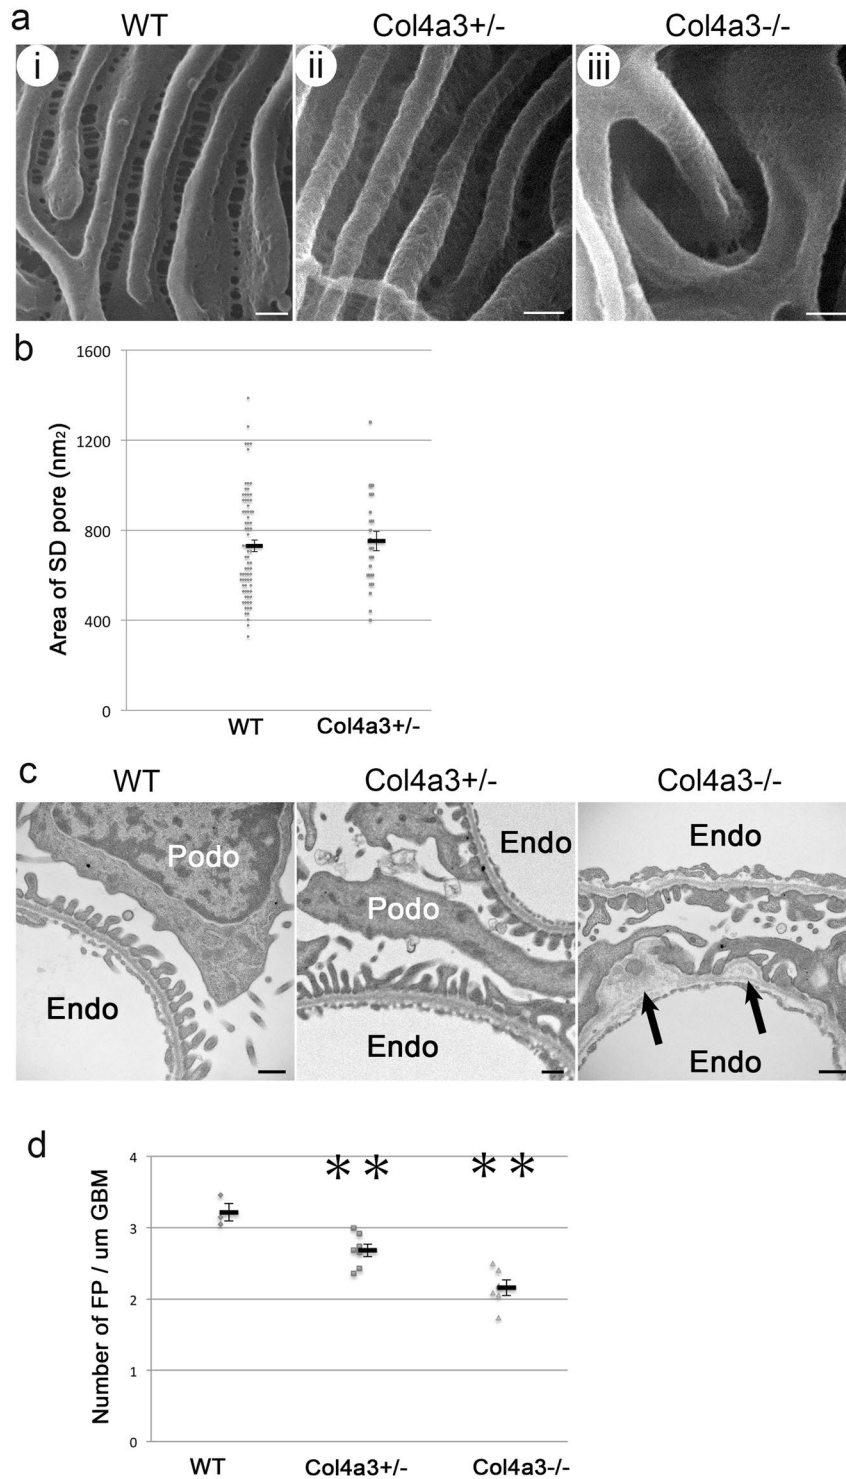 a
WT Col4a3+/- Col4a3-/-
i ii iii
b
1600
1200
800
400
0
Area of SD pore (nm2)
WT Col4a3+/-
c
WT Col4a3+/- Col4a3-/-
Podo
Endo
Endo
Podo
Endo
Endo
Endo
d
4
3
2
1
0
Number of FP / um GBM
** **
WT Col4a3+/- Col4a3-/-